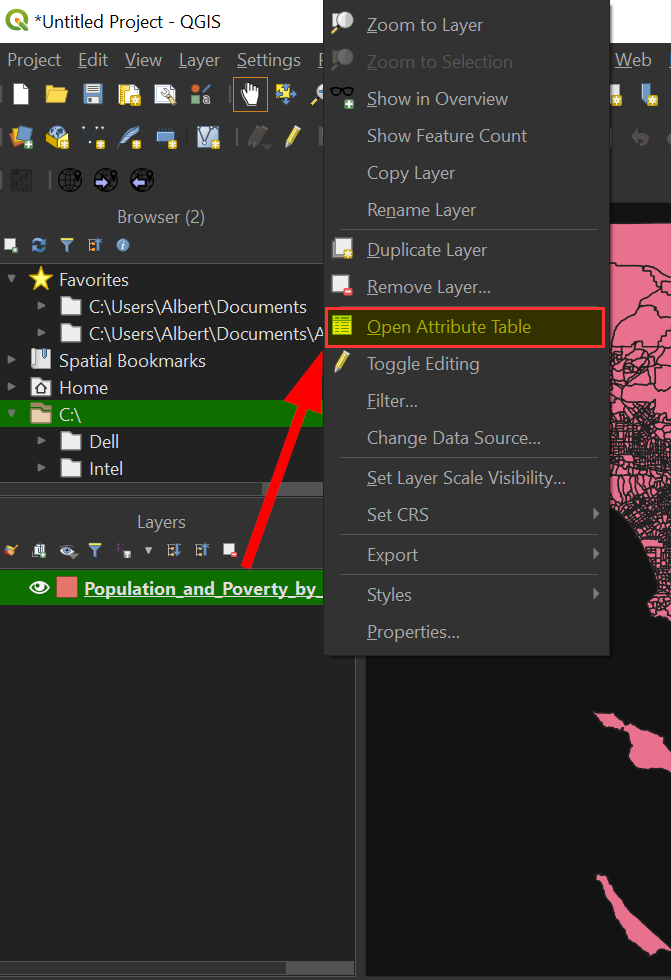 *Untitled Project - QGIS
Project Edit View Layer Settings Web
Browser (2)
Favorites
C:\Users\Albert\Documents
C:\Users\Albert\Documents\A
Spatial Bookmarks
Home
C:\
Dell
Intel
Layers
Population_and_Poverty_by_
Zoom to Layer
Zoom to Selection
Show in Overview
Show Feature Count
Copy Layer
Rename Layer
Duplicate Layer
Remove Layer...
Open Attribute Table
Toggle Editing
Filter...
Change Data Source...
Set Layer Scale Visibility...
Set CRS
Export
Styles
Properties...